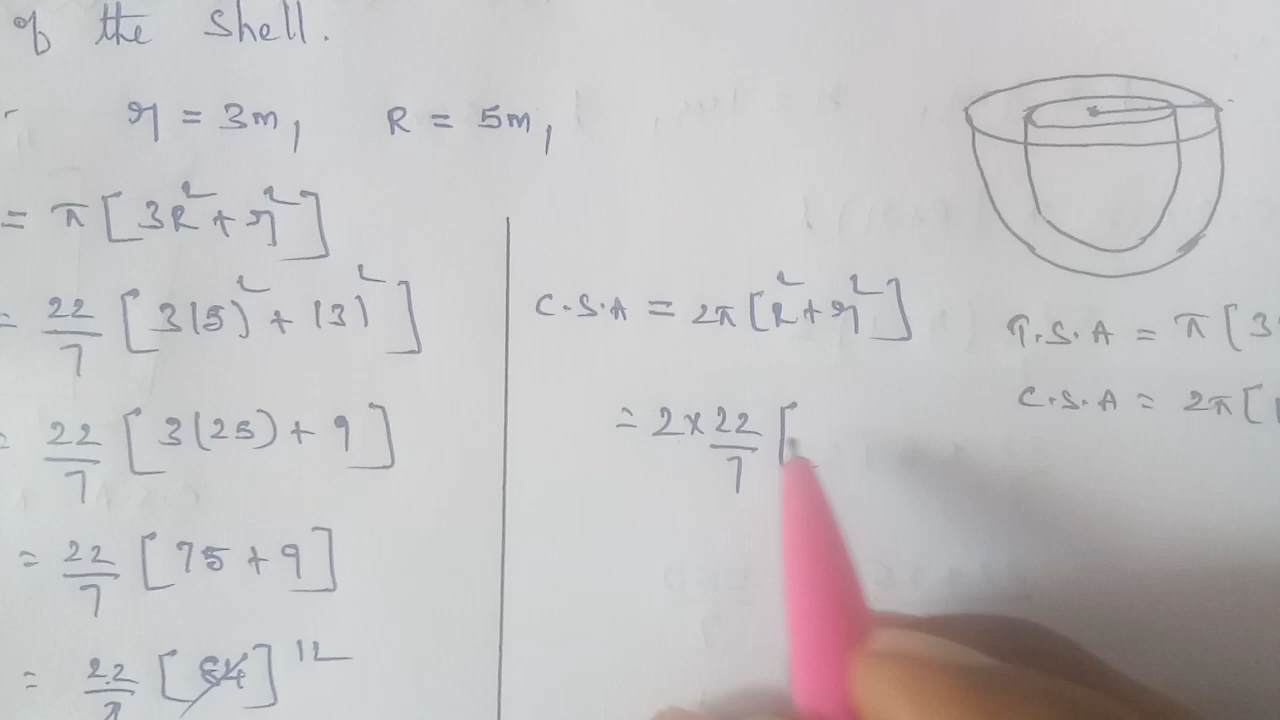 of the shell.
r = 3m, R = 5m,
= π [3R² + r²]
= 22/7 [3(5)² + (3)²]
= 22/7 [3(25) + 9]
= 22/7 [75 + 9]
= 22/7 [84] 12
C.S.A = 2π [R² + r²]
= 2 × 22/7 [
T.S.A = π [3
C.S.A = 2π [